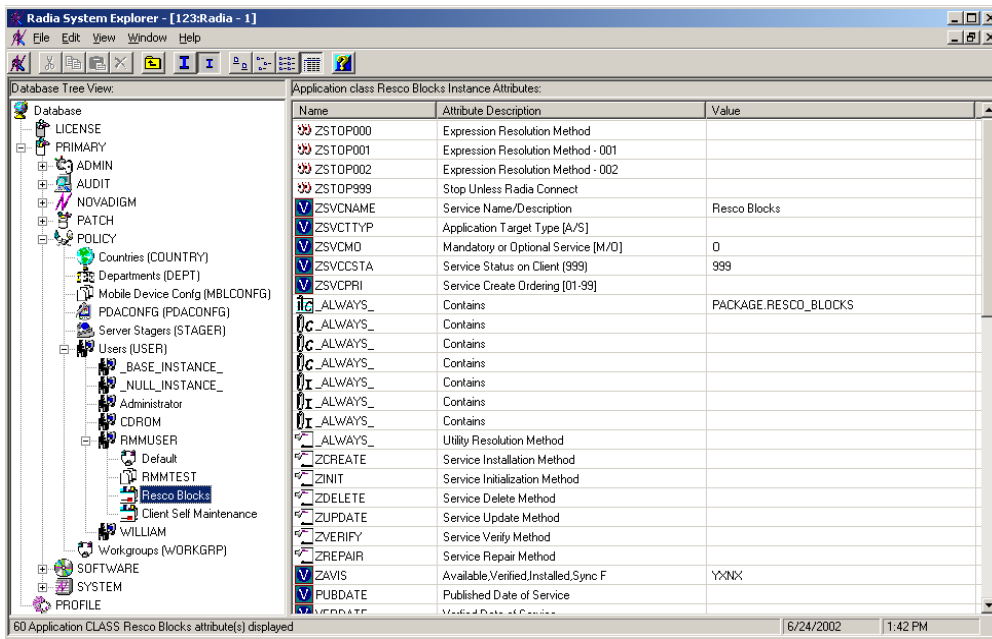 Radia System Explorer - [123:Radia - 1]
File Edit View Window Help
Database Tree View:
Application class Resco Blocks Instance Attributes:
Database
LICENSE
PRIMARY
ADMIN
AUDIT
NOVADIGM
PATCH
POLICY
Countries (COUNTRY)
Departments (DEPT)
Mobile Device Confg (MBLCONFG)
PDACONFG (PDACONFG)
Server Stagers (STAGER)
Users (USER)
_BASE_INSTANCE_
_NULL_INSTANCE_
Administrator
CDROM
RMMUSER
Default
RMMTEST
Resco Blocks
Client Self Maintenance
WILLIAM
Workgroups (WORKGRP)
SOFTWARE
SYSTEM
PROFILE
Name Attribute Description Value
ZSTOP000 Expression Resolution Method
ZSTOP001 Expression Resolution Method - 001
ZSTOP002 Expression Resolution Method - 002
ZSTOP999 Stop Unless Radia Connect
V ZSVCNAME Service Name/Description Resco Blocks
V ZSVCTTYP Application Target Type [A/S]
V ZSVCMO Mandatory or Optional Service [M/O] O
V ZSVCCSTA Service Status on Client (999) 999
V ZSVCPRI Service Create Ordering [01-99]
C _ALWAYS_ Contains PACKAGE.RESCO_BLOCKS
C _ALWAYS_ Contains
C _ALWAYS_ Contains
C _ALWAYS_ Contains
I _ALWAYS_ Contains
I _ALWAYS_ Contains
I _ALWAYS_ Contains
_ALWAYS_ Utility Resolution Method
ZCREATE Service Installation Method
ZINIT Service Initialization Method
ZDELETE Service Delete Method
ZUPDATE Service Update Method
ZVERIFY Service Verify Method
ZREPAIR Service Repair Method
V ZAVIS Available,Verified,Installed,Sync F YXNX
V PUBDATE Published Date of Service
V VERDATE Verified Date of Service
60 Application CLASS Resco Blocks attribute(s) displayed
6/24/2002 1:42 PM